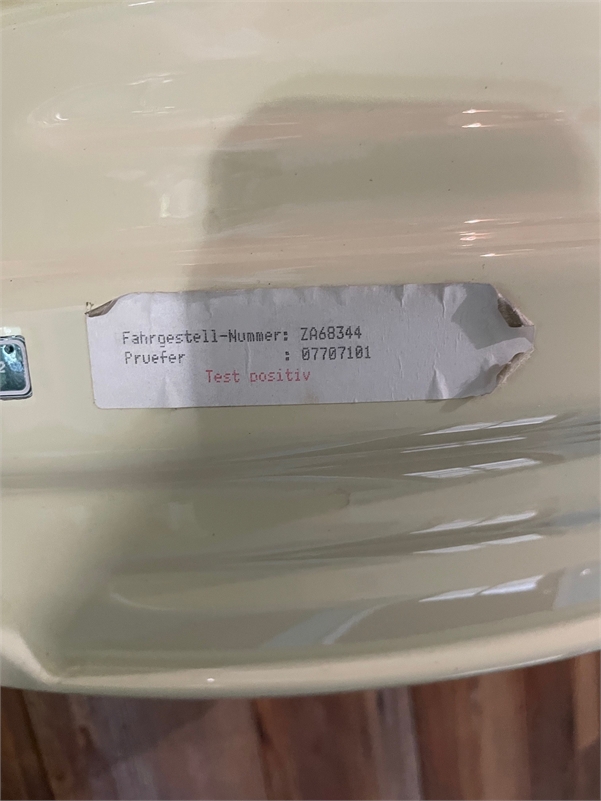 Fahrgestell-Nummer: ZA68344
Pruefer : 07707101
Test positiv